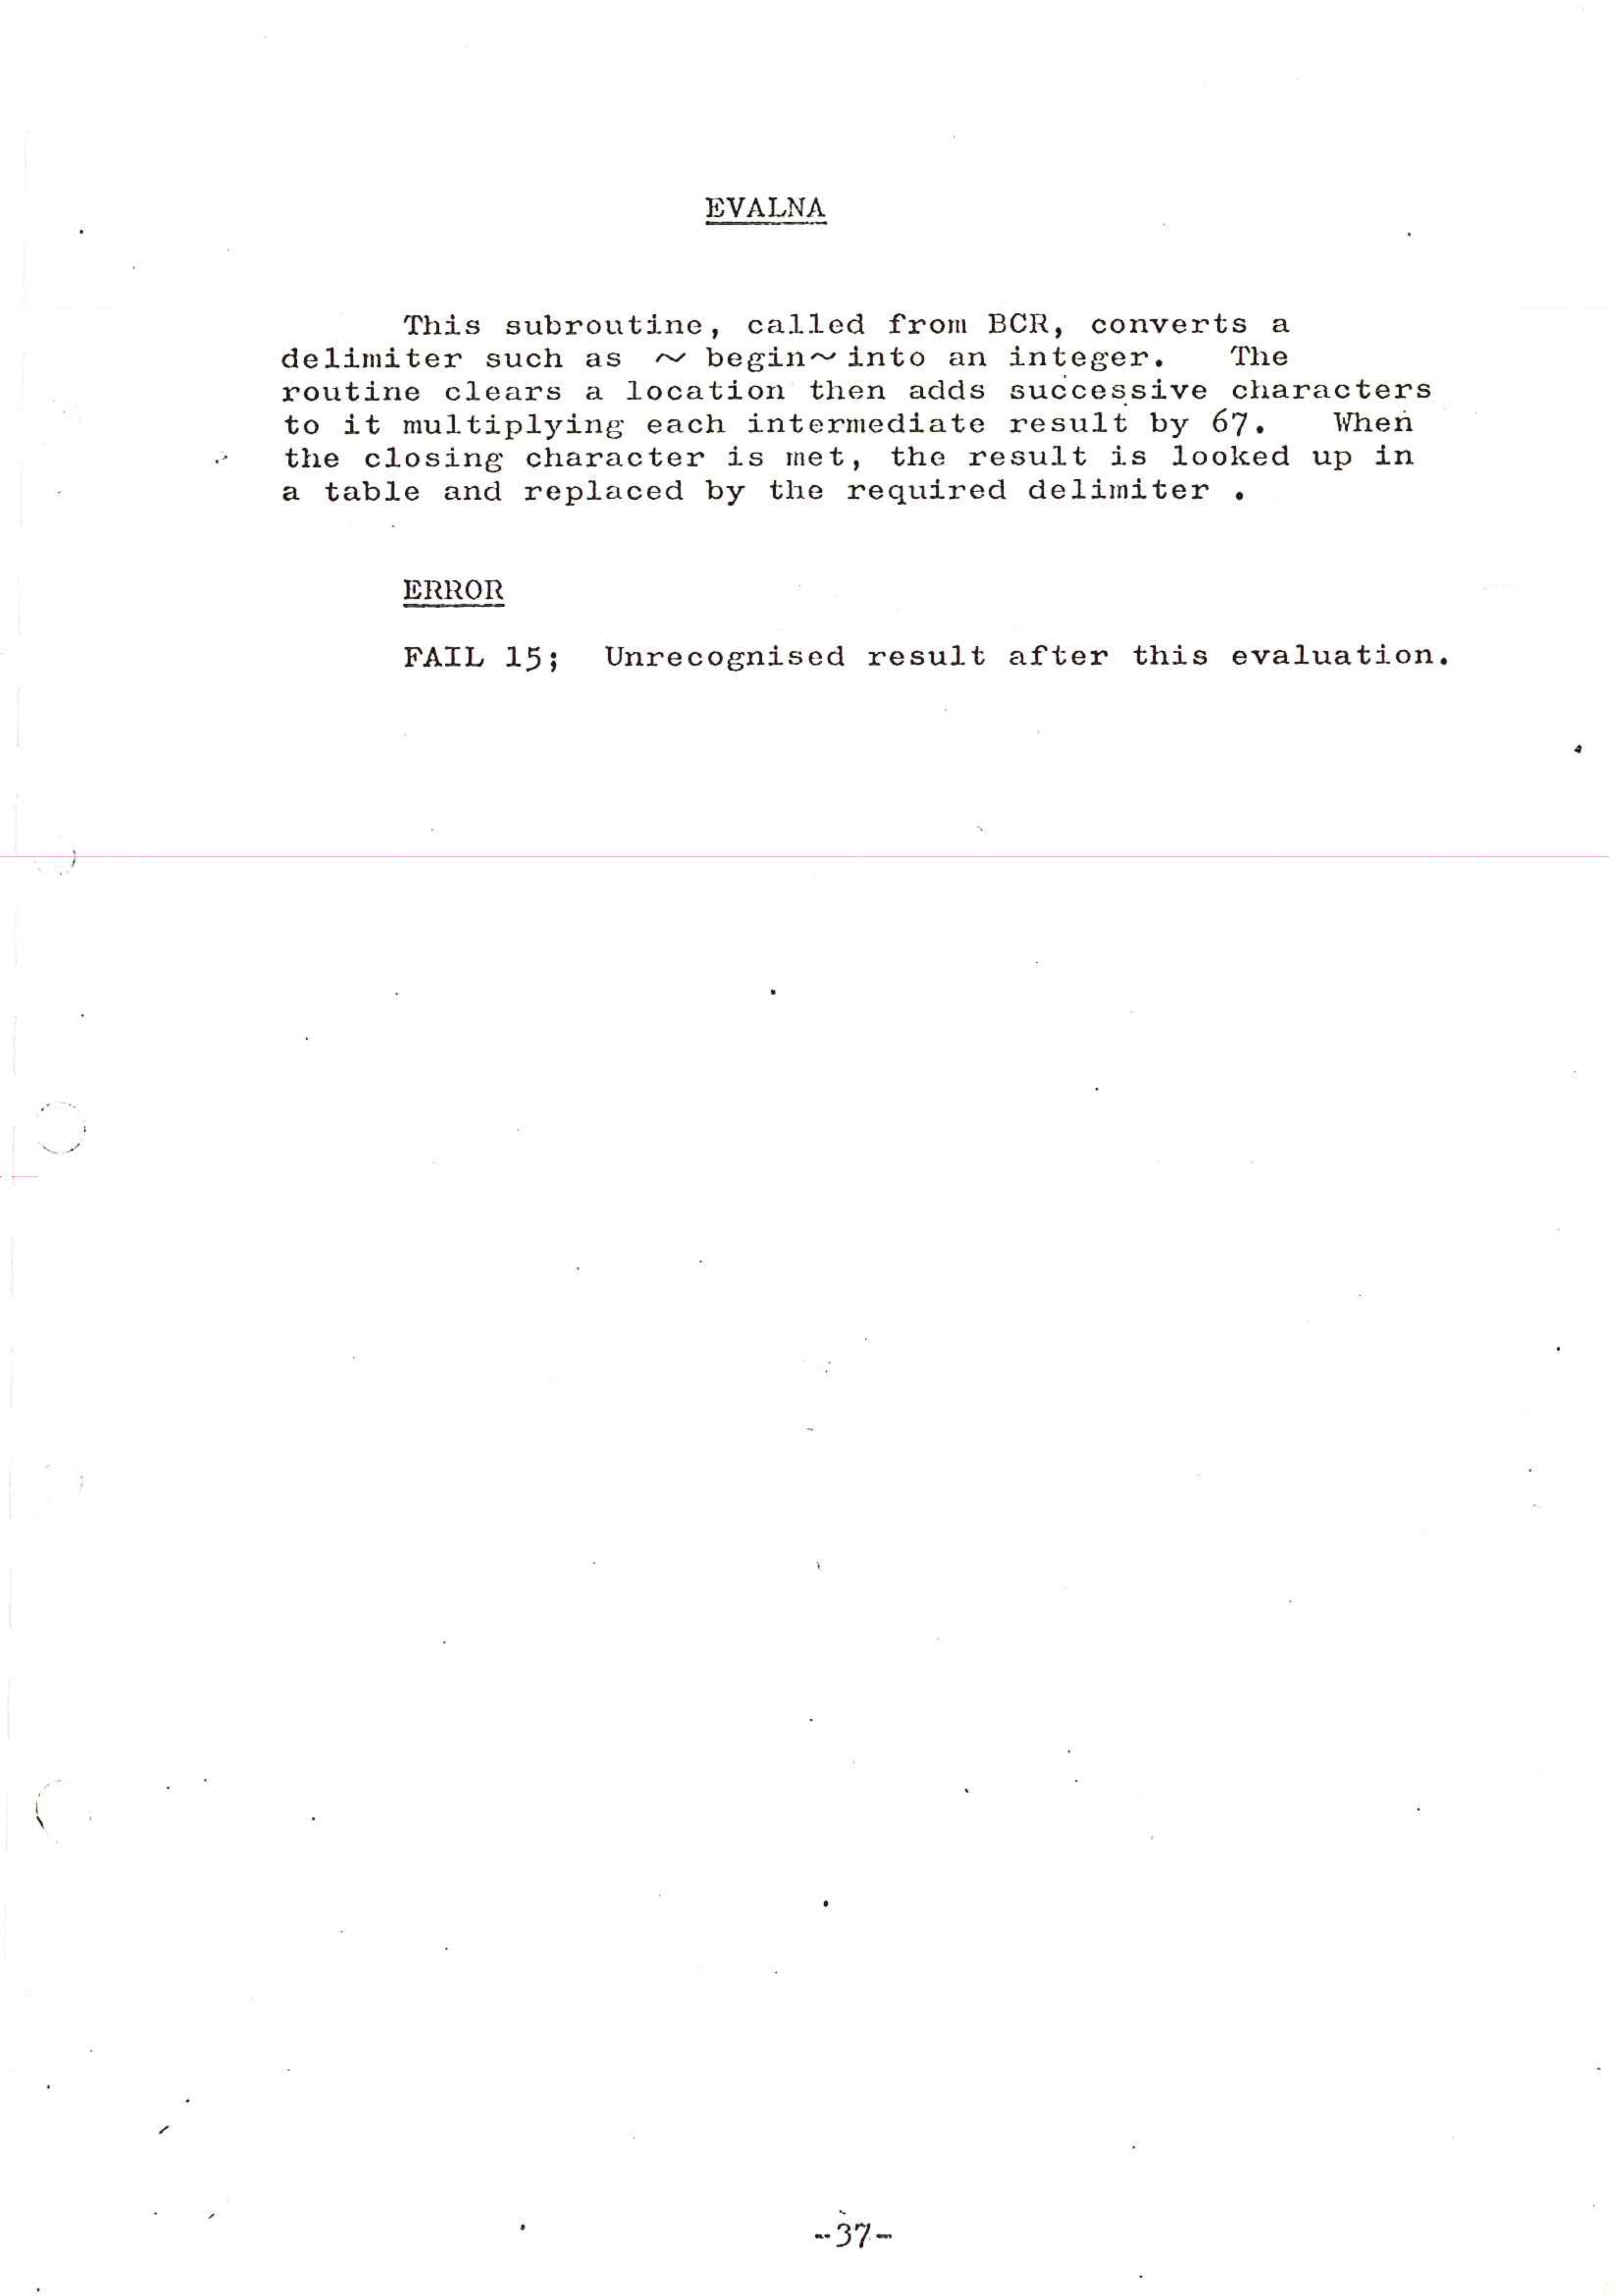 EVALNA
This subroutine, called from BCR, converts a
delimiter such as ~ begin~ into an integer. The
routine clears a location then adds successive characters
to it multiplying each intermediate result by 67. When
the closing character is met, the result is looked up in
a table and replaced by the required delimiter .
ERROR
FAIL 15; Unrecognised result after this evaluation.
-37-